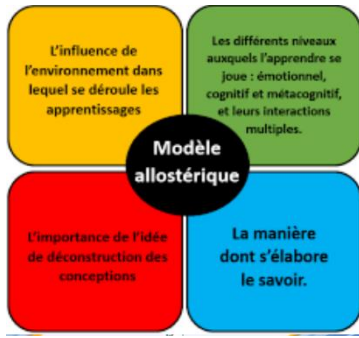 L'influence de
l'environnement dans
lequel se déroule les
apprentissages
Les différents niveaux
auxquels l'apprendre se
joue : émotionnel,
cognitif et métacognitif,
et leurs interactions
multiples.
Modèle
allostérique
L'importance de l'idée
de déconstruction des
conceptions
La manière
dont s'élabore
le savoir.